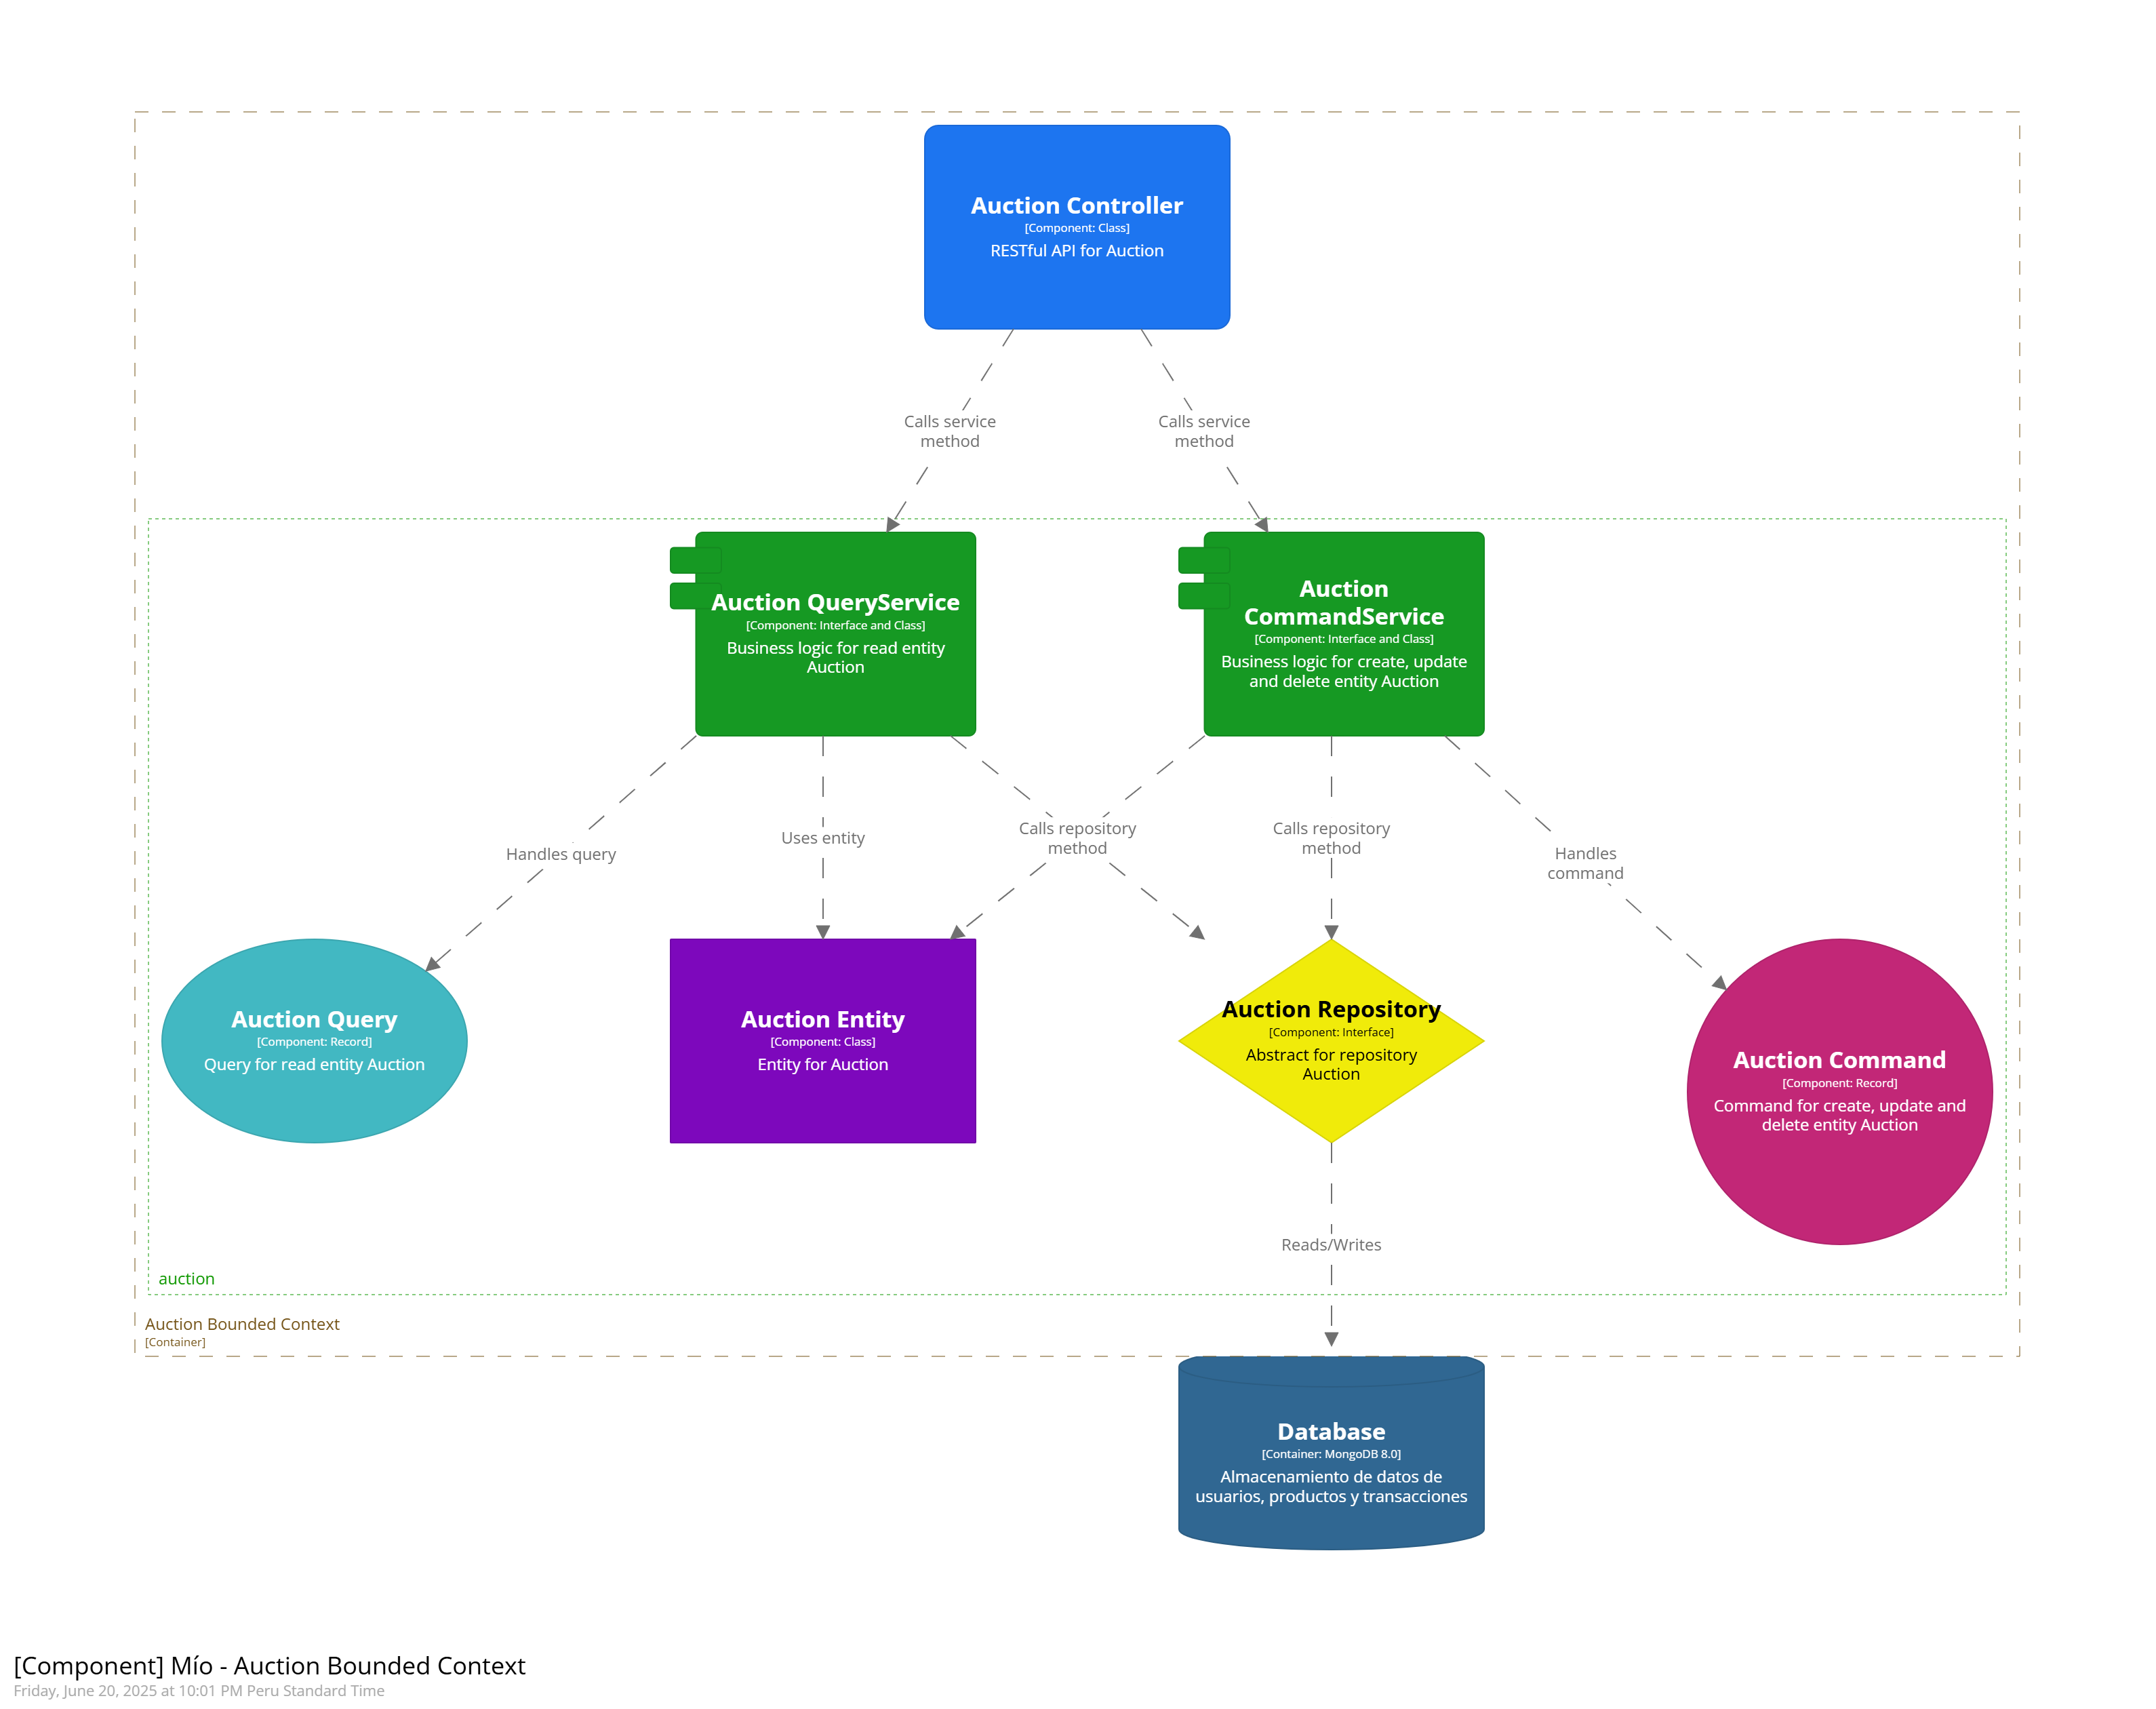 Auction Controller
[Component: Class]
RESTful API for Auction
Calls service
method
Calls service
method
Auction QueryService
[Component: Interface and Class]
Business logic for read entity
Auction
Auction
CommandService
[Component: Interface and Class]
Business logic for create, update
and delete entity Auction
Handles query
Uses entity
Calls repository
method
Calls repository
method
Handles
command
Auction Query
[Component: Record]
Query for read entity Auction
Auction Entity
[Component: Class]
Entity for Auction
Auction Repository
[Component: Interface]
Abstract for repository
Auction
Auction Command
[Component: Record]
Command for create, update and
delete entity Auction
Reads/Writes
auction
Auction Bounded Context
[Container]
Database
[Container: MongoDB 8.0]
Almacenamiento de datos de
usuarios, productos y transacciones
[Component] Mío - Auction Bounded Context
Friday, June 20, 2025 at 10:01 PM Peru Standard Time